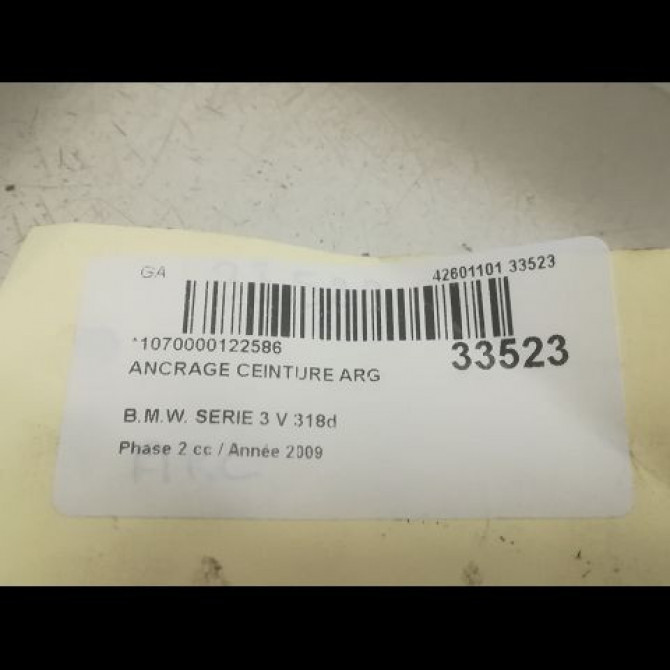 GA 42601101 33523
*1070000122586 33523
ANCRAGE CEINTURE ARG
B.M.W. SERIE 3 V 318d
Phase 2 cc / Année 2009